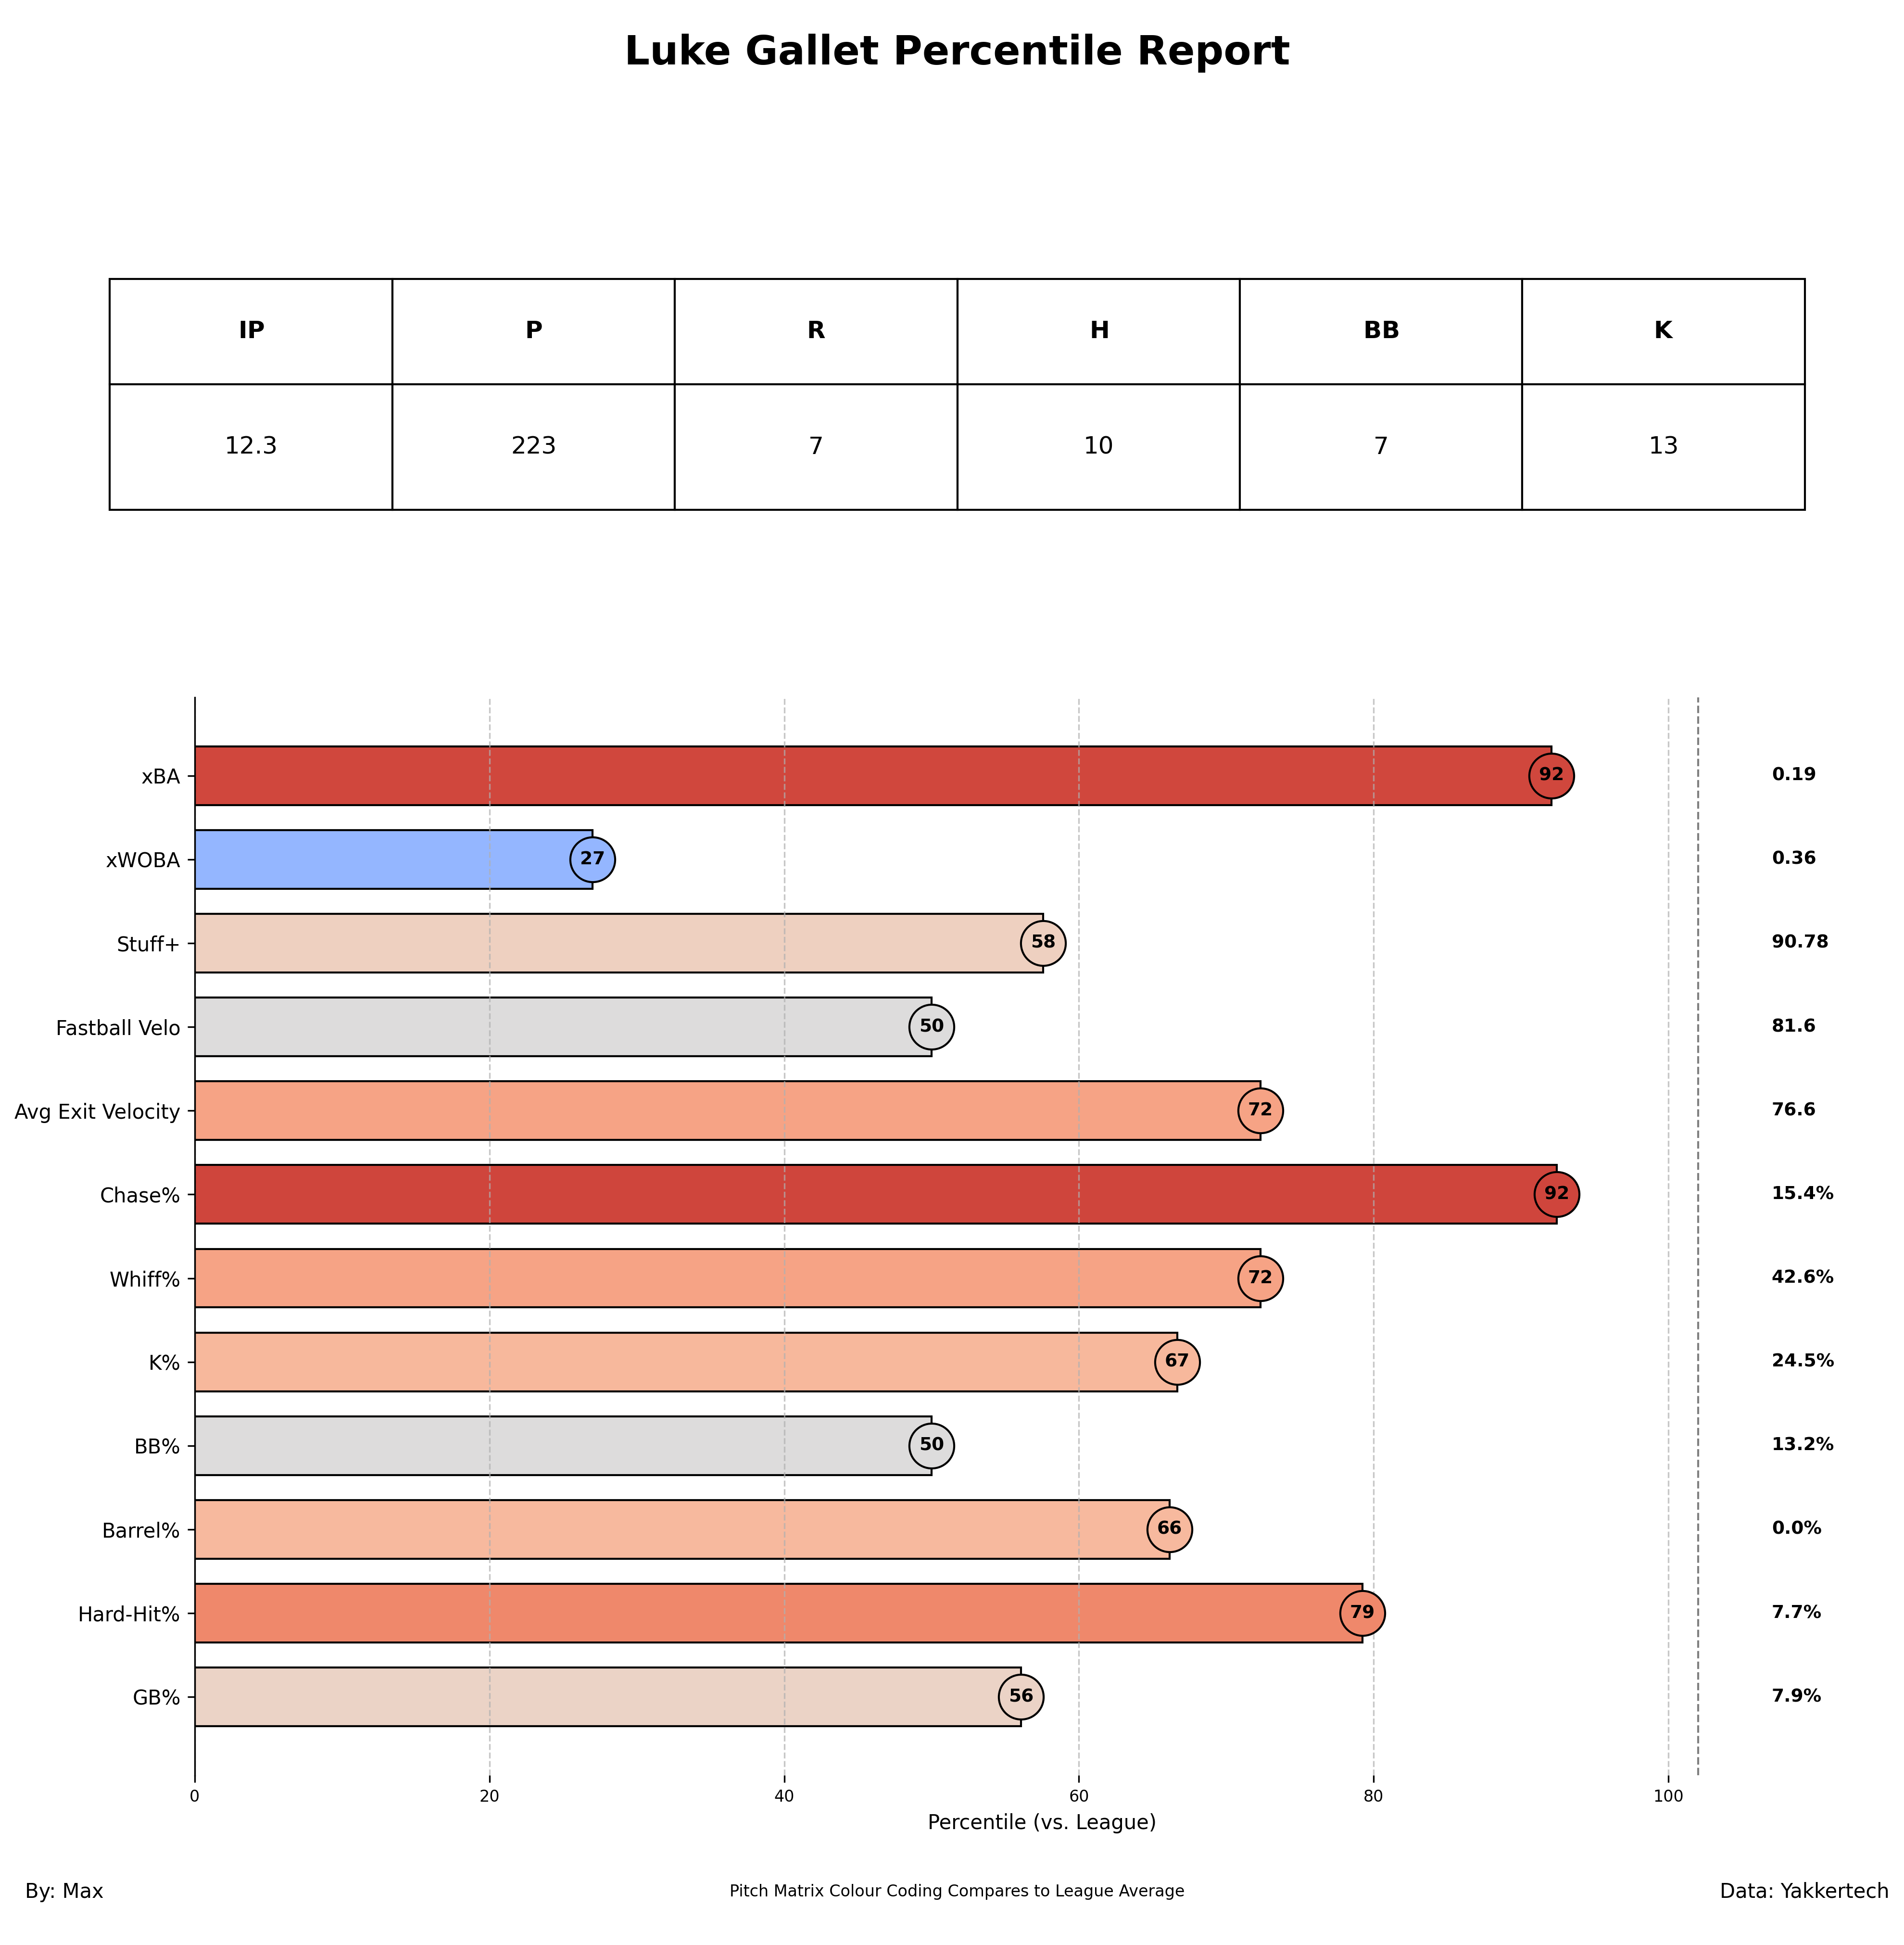 Luke Gallet Percentile Report
IP P R H BB K
12.3 223 7 10 7 13
xBA 92 0.19
xWOBA 27 0.36
Stuff+ 58 90.78
Fastball Velo 50 81.6
Avg Exit Velocity 72 76.6
Chase% 92 15.4%
Whiff% 72 42.6%
K% 67 24.5%
BB% 50 13.2%
Barrel% 66 0.0%
Hard-Hit% 79 7.7%
GB% 56 7.9%
0 20 40 60 80 100
Percentile (vs. League)
By: Max Pitch Matrix Colour Coding Compares to League Average Data: Yakkertech